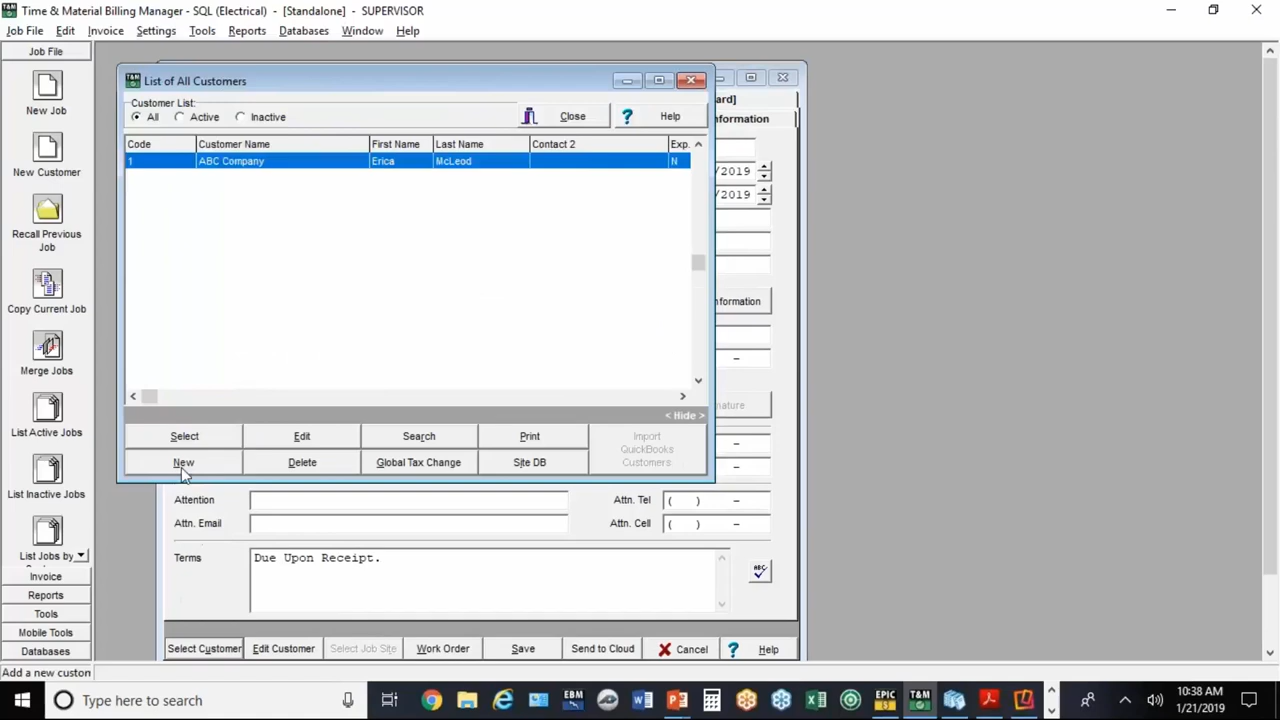 Time & Material Billing Manager - SQL (Electrical) - [Standalone] - SUPERVISOR
Job File Edit Invoice Settings Tools Reports Databases Window Help
Job File
New Job
New Customer
Recall Previous
Job
Copy Current Job
Merge Jobs
List Active Jobs
List Inactive Jobs
List Jobs by
Invoice
Reports
Tools
Mobile Tools
Databases
List of All Customers
Customer List:
All Active Inactive
Close
Help
Code Customer Name First Name Last Name Contact 2 Exp.
1 ABC Company Erica McLeod N
< Hide >
Select Edit Search Print
New Delete Global Tax Change Site DB
Import
QuickBooks
Customers
ard]
formation
/2019
/2019
nformation
–
nature
–
–
Attention Attn. Tel ( ) –
Attn. Email Attn. Cell ( ) –
Terms Due Upon Receipt.
ABC
Select Customer Edit Customer Select Job Site Work Order Save Send to Cloud Cancel Help
Add a new custon
Type here to search
EBM
EPIC
5
T&M
10:38 AM
1/21/2019